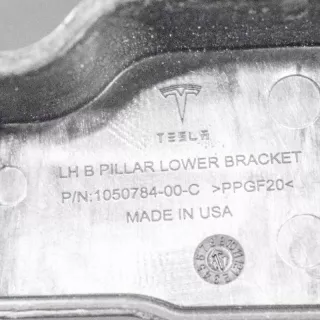 TESLA
LH B PILLAR LOWER BRACKET
P/N:1050784-00-C >PPGF20<
MADE IN USA